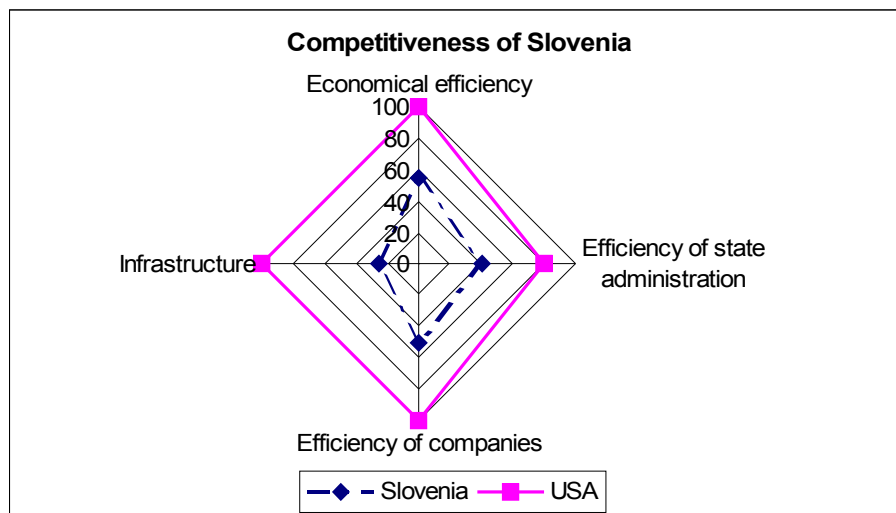 Competitiveness of Slovenia
Economical efficiency
100
80
60
40
20
0
Infrastructure
Efficiency of state
administration
Efficiency of companies
Slovenia
USA